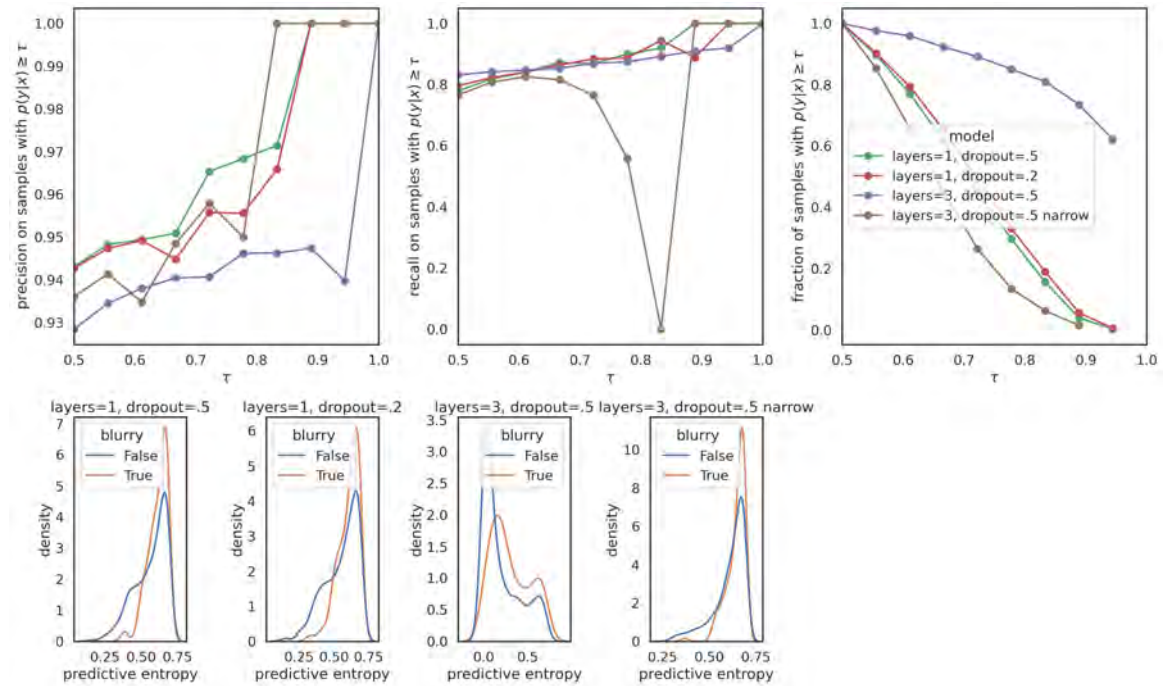 precision on samples with p(y|x) ≥ τ
1.00
0.99
0.98
0.97
0.96
0.95
0.94
0.93
0.5 0.6 0.7 0.8 0.9 1.0
τ
recall on samples with p(y|x) ≥ τ
1.0
0.8
0.6
0.4
0.2
0.0
0.5 0.6 0.7 0.8 0.9 1.0
τ
fraction of samples with p(y|x) ≥ τ
1.0
0.8
0.6
0.4
0.2
0.0
model
layers=1, dropout=.5
layers=1, dropout=.2
layers=3, dropout=.5
layers=3, dropout=.5 narrow
0.5 0.6 0.7 0.8 0.9 1.0
τ
layers=1, dropout=.5
density
7
6
5
4
3
2
1
0
blurry
False
True
0.25 0.50 0.75
predictive entropy
layers=1, dropout=.2
density
6
5
4
3
2
1
0
blurry
False
True
0.25 0.50 0.75
predictive entropy
layers=3, dropout=.5
density
3.5
3.0
2.5
2.0
1.5
1.0
0.5
0.0
blurry
False
True
0.0 0.5
predictive entropy
layers=3, dropout=.5 narrow
density
10
8
6
4
2
0
blurry
False
True
0.25 0.50 0.75
predictive entropy